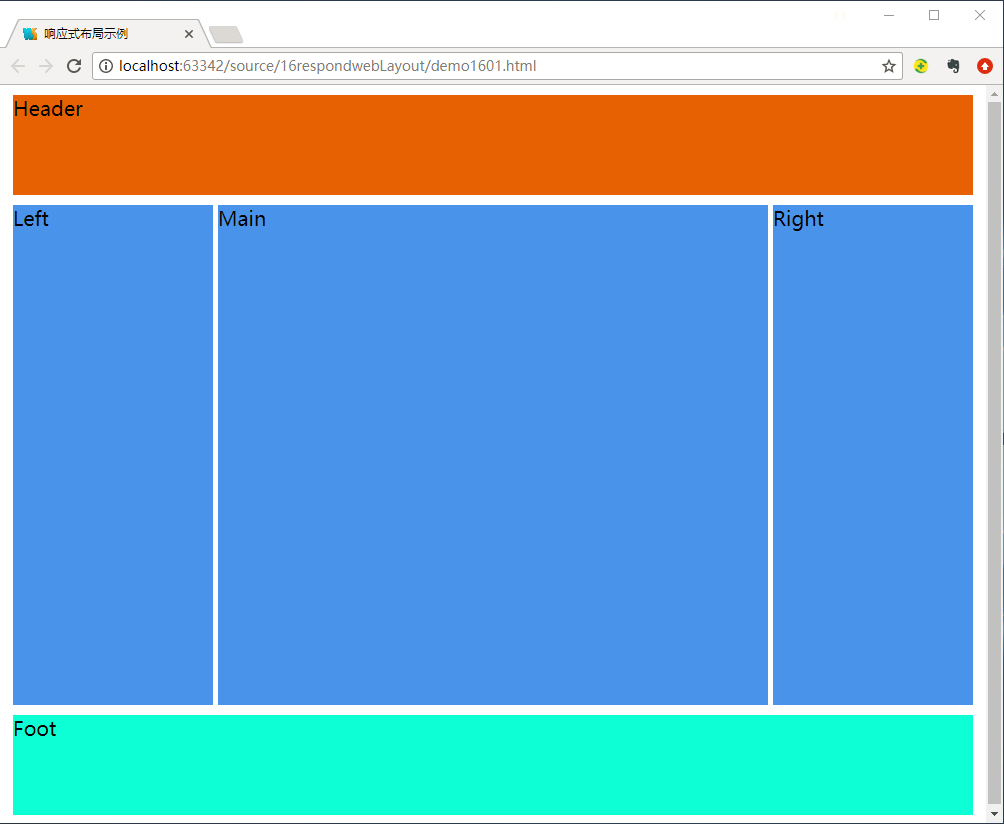 响应式布局示例
localhost:63342/source/16respondwebLayout/demo1601.html
Header
Left
Main
Right
Foot